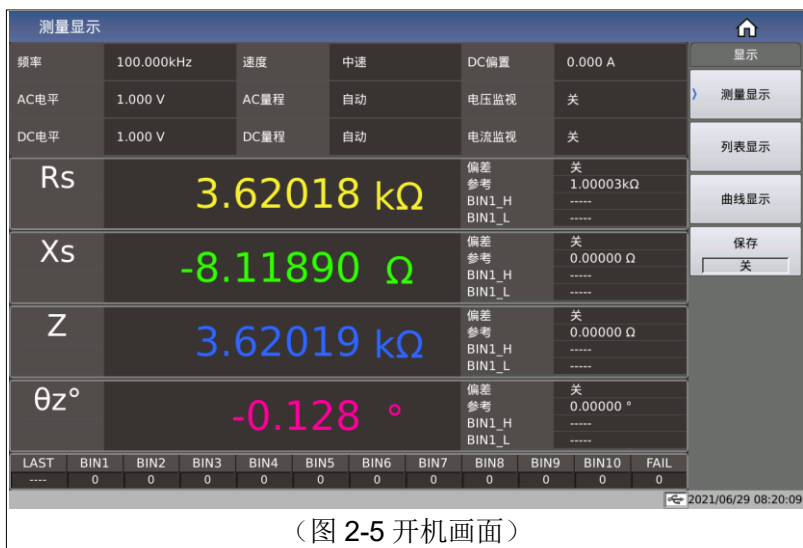 测量显示
频率 100.000kHz 速度 中速 DC偏置 0.000 A 显示
AC电平 1.000 V AC量程 自动 电压监视 关 》 测量显示
DC电平 1.000 V DC量程 自动 电流监视 关 列表显示
Rs 3.62018 kΩ
偏差 关
参考 1.00003kΩ
BIN1_H -----
BIN1_L -----
曲线显示
Xs -8.11890 Ω
偏差 关
参考 0.00000 Ω
BIN1_H -----
BIN1_L -----
保存
关
Z 3.62019 kΩ
偏差 关
参考 0.00000 Ω
BIN1_H -----
BIN1_L -----
θz° -0.128 °
偏差 关
参考 0.00000 °
BIN1_H -----
BIN1_L -----
LAST BIN1 BIN2 BIN3 BIN4 BIN5 BIN6 BIN7 BIN8 BIN9 BIN10 FAIL
---- 0 0 0 0 0 0 0 0 0 0 0
2021/06/29 08:20:09
（图 2-5 开机画面）